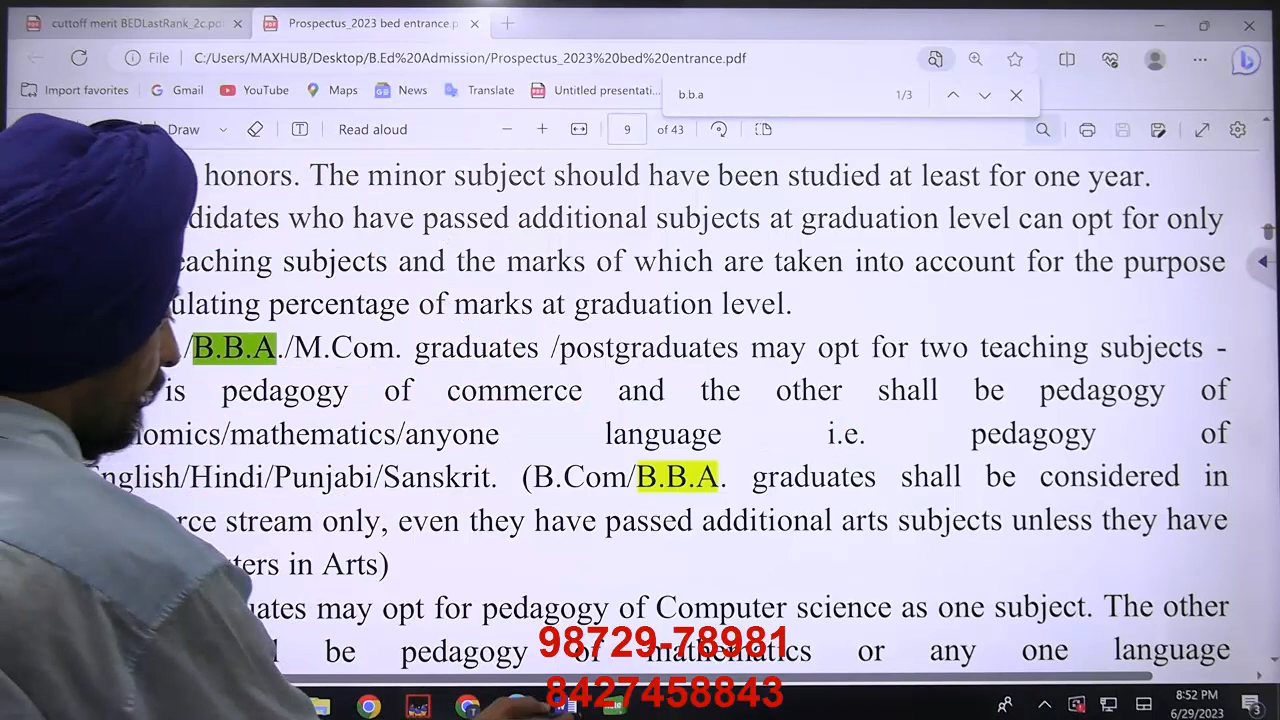 cuttoff merit BEDLastRank_2c.pd
Prospectus_2023 bed entrance.p
File C:/Users/MAXHUB/Desktop/B.Ed%20Admission/Prospectus_2023%20bed%20entrance.pdf
Import favorites Gmail YouTube Maps News Translate Untitled presentati...
b.b.a 1/3
Draw Read aloud 9 of 43
honors. The minor subject should have been studied at least for one year.
didates who have passed additional subjects at graduation level can opt for only
eaching subjects and the marks of which are taken into account for the purpose
ulating percentage of marks at graduation level.
./B.B.A./M.Com. graduates /postgraduates may opt for two teaching subjects -
is pedagogy of commerce and the other shall be pedagogy of
nomics/mathematics/anyone language i.e. pedagogy of
English/Hindi/Punjabi/Sanskrit. (B.Com/B.B.A. graduates shall be considered in
rce stream only, even they have passed additional arts subjects unless they have
ters in Arts)
uates may opt for pedagogy of Computer science as one subject. The other
be pedagogy of mathematics or any one language
98729-78981
8427458843
8:52 PM
6/29/2023